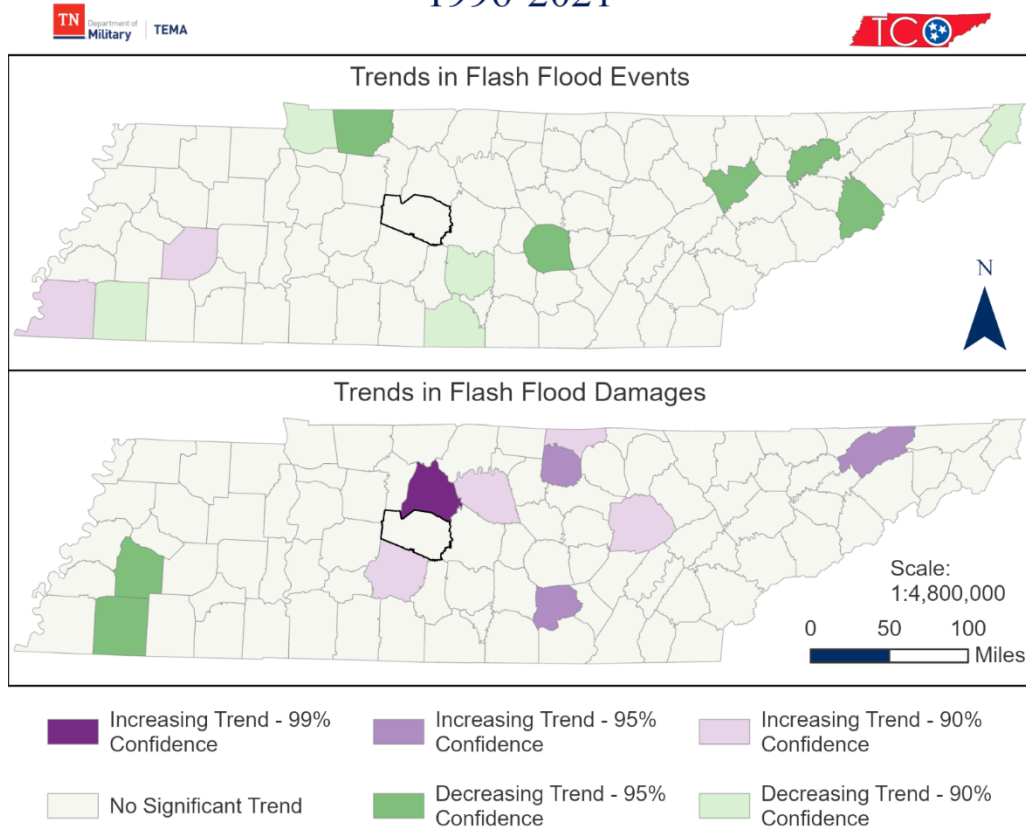 1996-2021
TN Department of Military TEMA
TCO
Trends in Flash Flood Events
N
Trends in Flash Flood Damages
Scale:
1:4,800,000
0 50 100
Miles
Increasing Trend - 99% Confidence
Increasing Trend - 95% Confidence
Increasing Trend - 90% Confidence
No Significant Trend
Decreasing Trend - 95% Confidence
Decreasing Trend - 90% Confidence